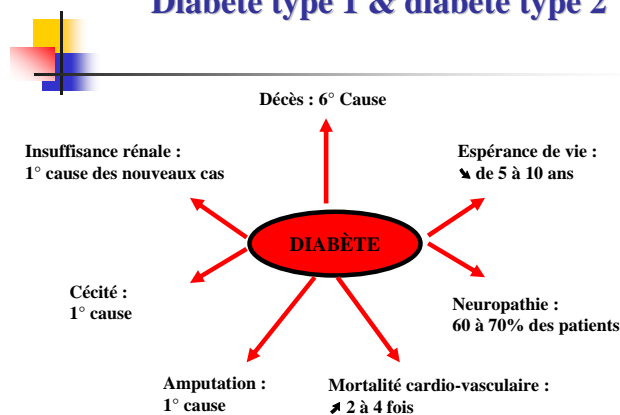 Diabète type 1 & diabète type 2
Décès : 6° Cause
Insuffisance rénale :
1° cause des nouveaux cas
Espérance de vie :
➘ de 5 à 10 ans
DIABÈTE
Cécité :
1° cause
Neuropathie :
60 à 70% des patients
Amputation :
1° cause
Mortalité cardio-vasculaire :
➚ 2 à 4 fois